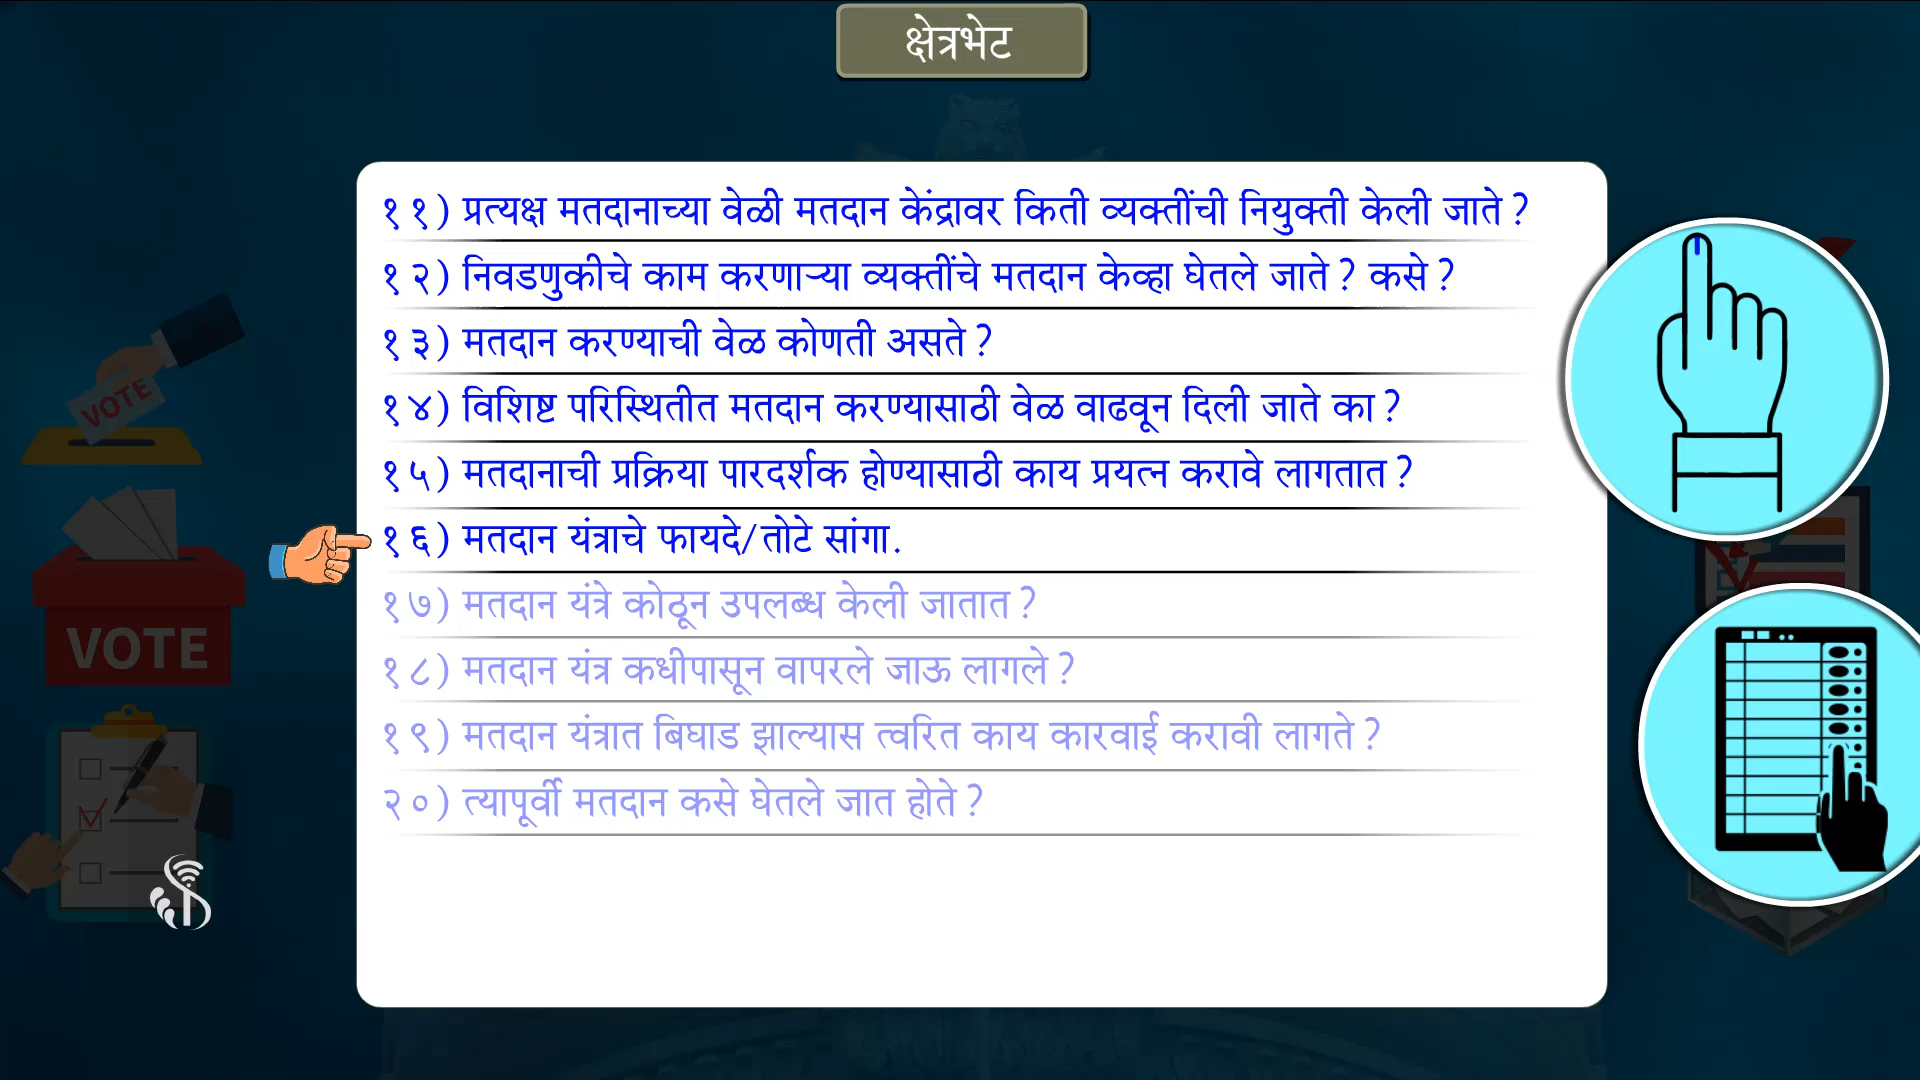 क्षेत्रभेट
११) प्रत्यक्ष मतदानाच्या वेळी मतदान केंद्रावर किती व्यक्तींची नियुक्ती केली जाते ?
१२) निवडणुकीचे काम करणाऱ्या व्यक्तींचे मतदान केव्हा घेतले जाते ? कसे ?
१३) मतदान करण्याची वेळ कोणती असते ?
१४) विशिष्ट परिस्थितीत मतदान करण्यासाठी वेळ वाढवून दिली जाते का ?
१५) मतदानाची प्रक्रिया पारदर्शक होण्यासाठी काय प्रयत्न करावे लागतात ?
१६) मतदान यंत्राचे फायदे/तोटे सांगा.
१७) मतदान यंत्रे कोठून उपलब्ध केली जातात ?
१८) मतदान यंत्र कधीपासून वापरले जाऊ लागले ?
१९) मतदान यंत्रात बिघाड झाल्यास त्वरित काय कारवाई करावी लागते ?
२०) त्यापूर्वी मतदान कसे घेतले जात होते ?
VOTE
VOTE